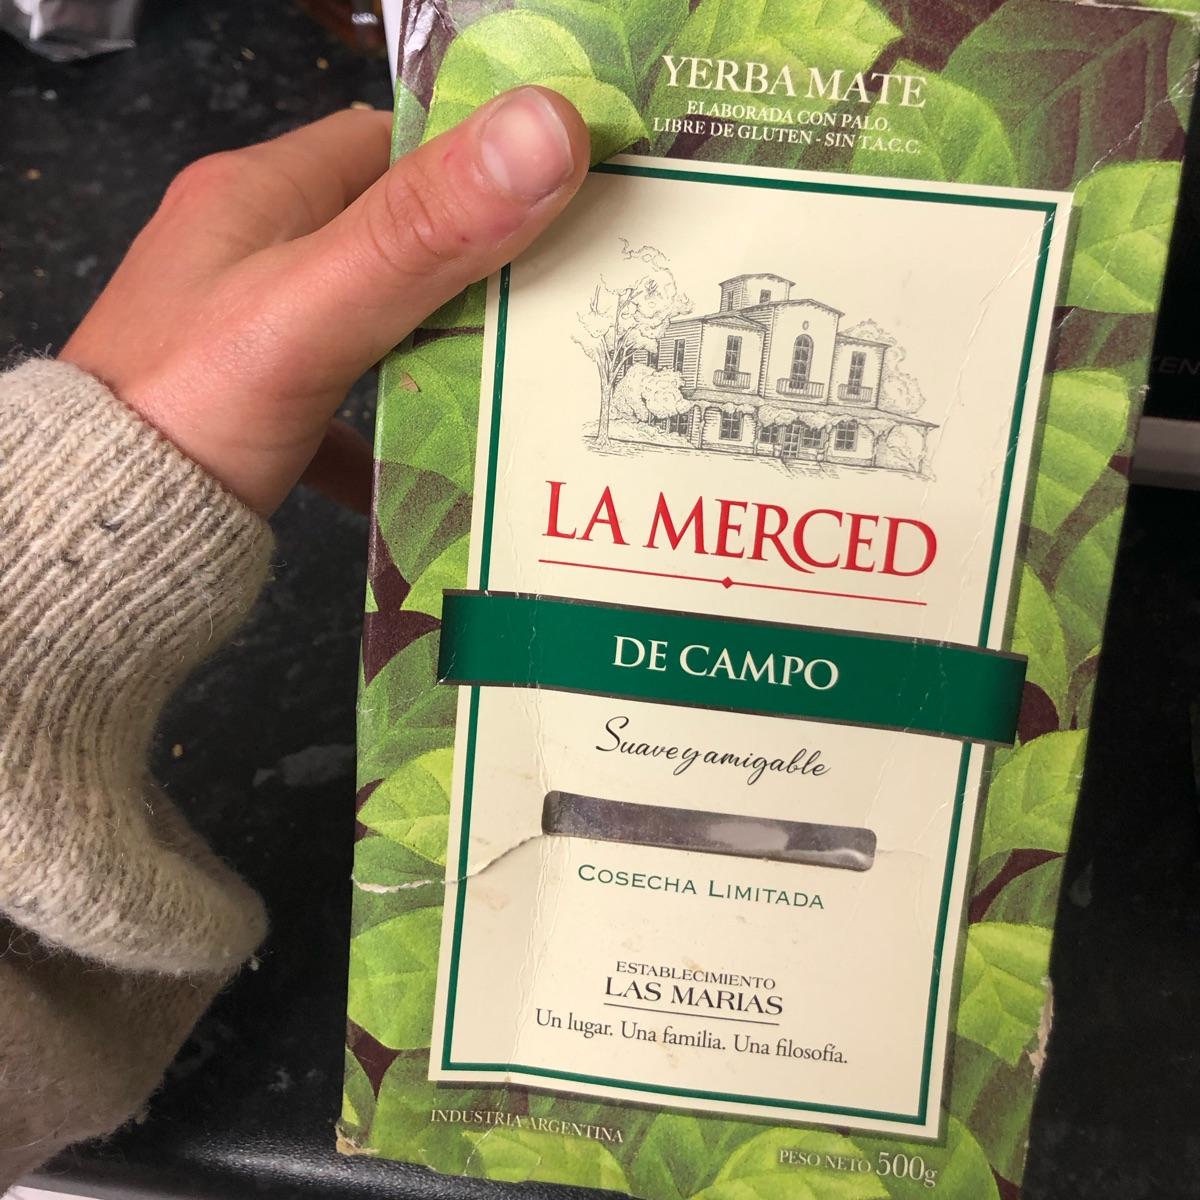 YERBA MATE
ELABORADA CON PALO.
LIBRE DE GLUTEN - SIN T.A.C.C.
LA MERCED
DE CAMPO
Suave y amigable
COSECHA LIMITADA
ESTABLECIMIENTO
LAS MARIAS
Un lugar. Una familia. Una filosofía.
INDUSTRIA ARGENTINA
PESO NETO 500g